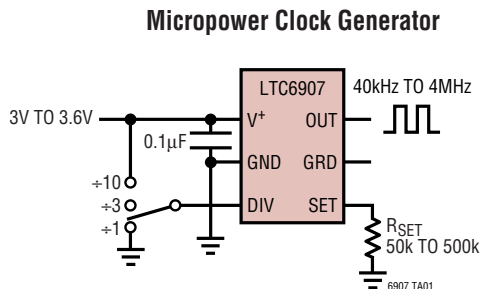 Micropower Clock Generator
LTC6907
40kHz TO 4MHz
3V TO 3.6V
V+
OUT
0.1µF
GND
GRD
÷10
÷3
÷1
DIV
SET
RSET
50k TO 500k
6907 TA01